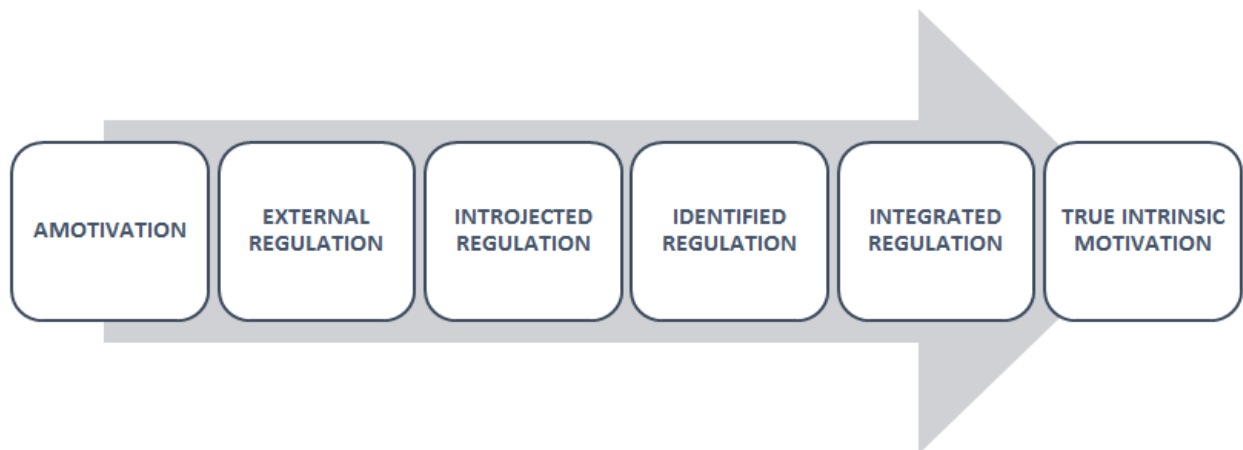 AMOTIVATION
EXTERNAL
REGULATION
INTROJECTED
REGULATION
IDENTIFIED
REGULATION
INTEGRATED
REGULATION
TRUE INTRINSIC
MOTIVATION